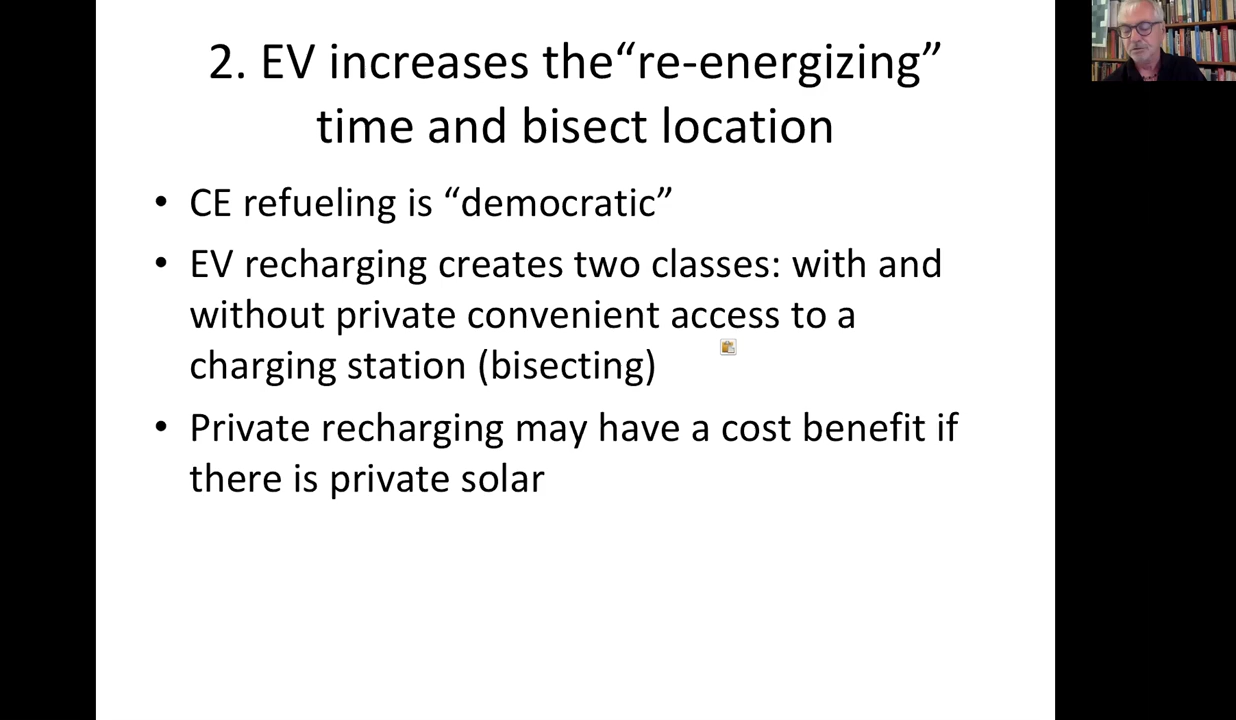 2. EV increases the“re-energizing”
time and bisect location
• CE refueling is “democratic”
• EV recharging creates two classes: with and
without private convenient access to a
charging station (bisecting)
• Private recharging may have a cost benefit if
there is private solar